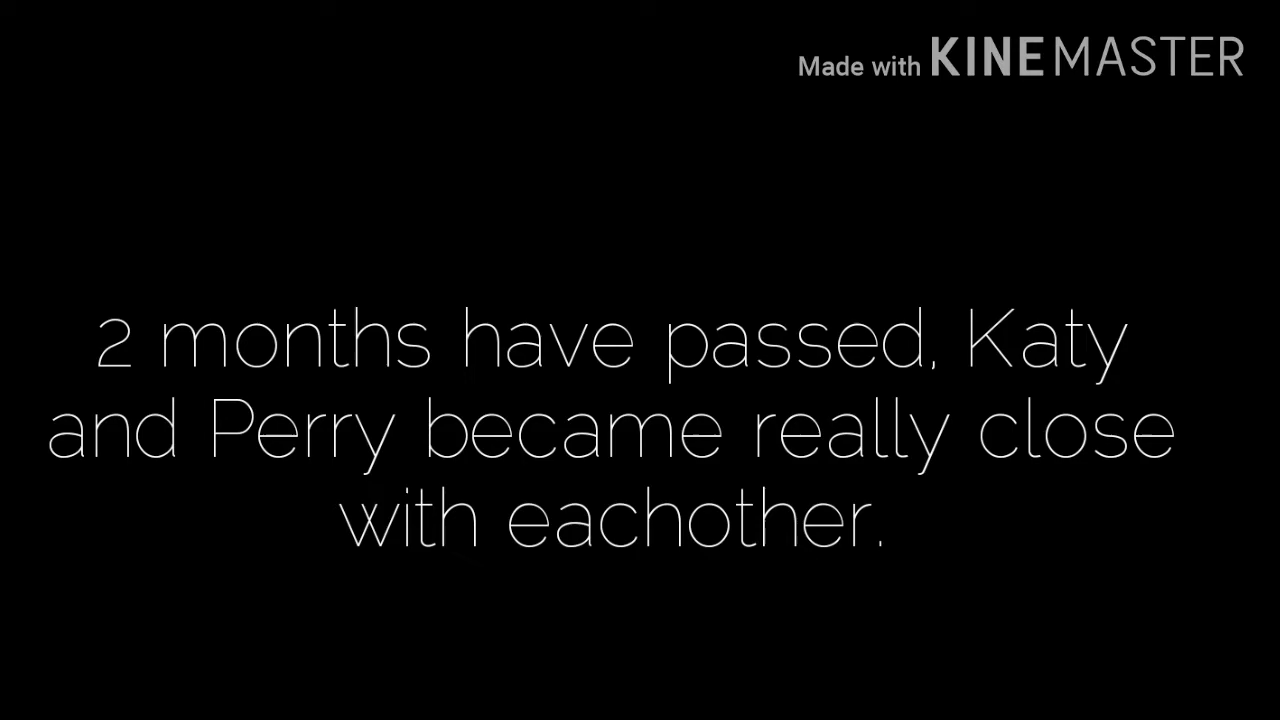 Made with KINEMASTER
2 months have passed, Katy
and Perry became really close
with eachother.